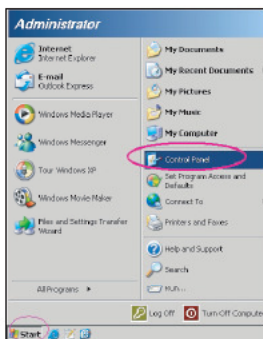 Administrator
Internet
Internet Explorer
E-mail
Outlook Express
Windows Media Player
Windows Messenger
Tour Windows XP
Windows Movie Maker
Files and Settings Transfer
Wizard
All Programs
My Documents
My Recent Documents
My Pictures
My Music
My Computer
Control Panel
Set Program Access and
Defaults
Connect To
Printers and Faxes
Help and Support
Search
Run...
Log Off
Turn Off Compute
Start